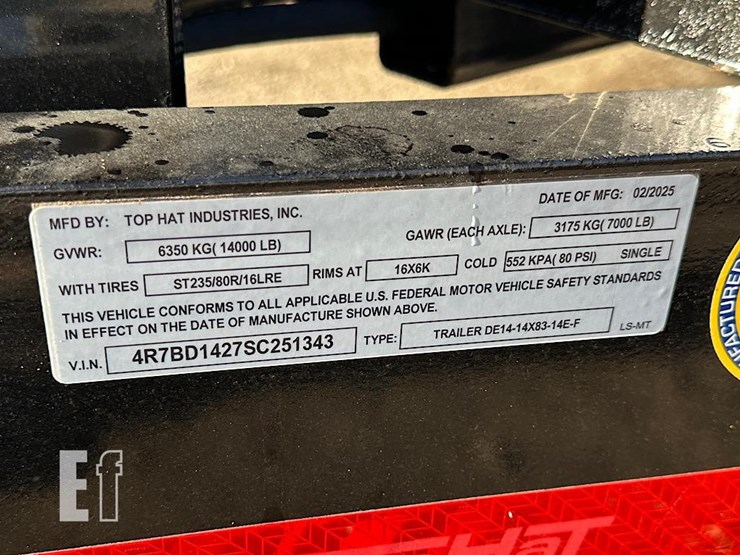 MFD BY: TOP HAT INDUSTRIES, INC. DATE OF MFG: 02/2025
GVWR: 6350 KG( 14000 LB) GAWR (EACH AXLE): 3175 KG( 7000 LB)
WITH TIRES ST235/80R/16LRE RIMS AT 16X6K COLD 552 KPA( 80 PSI) SINGLE
THIS VEHICLE CONFORMS TO ALL APPLICABLE U.S. FEDERAL MOTOR VEHICLE SAFETY STANDARDS
IN EFFECT ON THE DATE OF MANUFACTURE SHOWN ABOVE.
V.I.N. 4R7BD1427SC251343 TYPE: TRAILER DE14-14X83-14E-F LS-MT
Ef
HAT